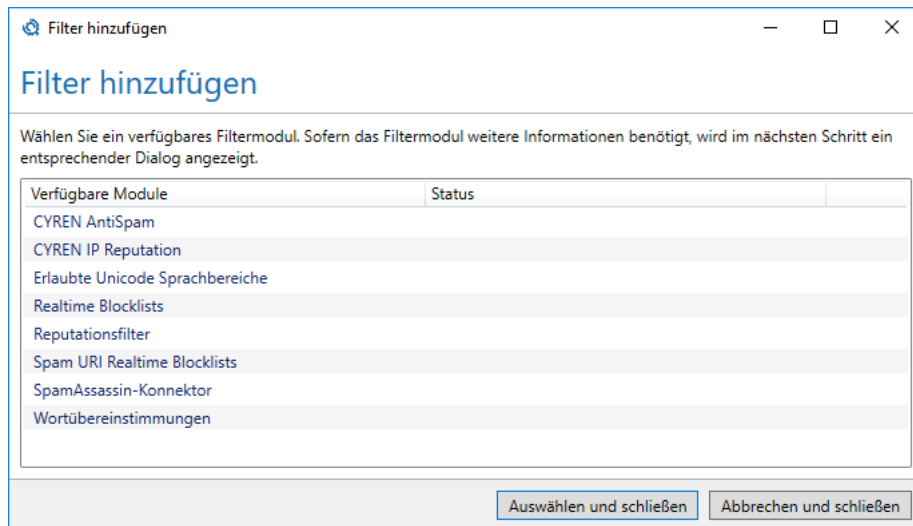 Filter hinzufügen
Filter hinzufügen
Wählen Sie ein verfügbares Filtermodul. Sofern das Filtermodul weitere Informationen benötigt, wird im nächsten Schritt ein
entsprechender Dialog angezeigt.
Verfügbare Module Status
CYREN AntiSpam
CYREN IP Reputation
Erlaubte Unicode Sprachbereiche
Realtime Blocklists
Reputationsfilter
Spam URI Realtime Blocklists
SpamAssassin-Konnektor
Wortübereinstimmungen
Auswählen und schließen Abbrechen und schließen